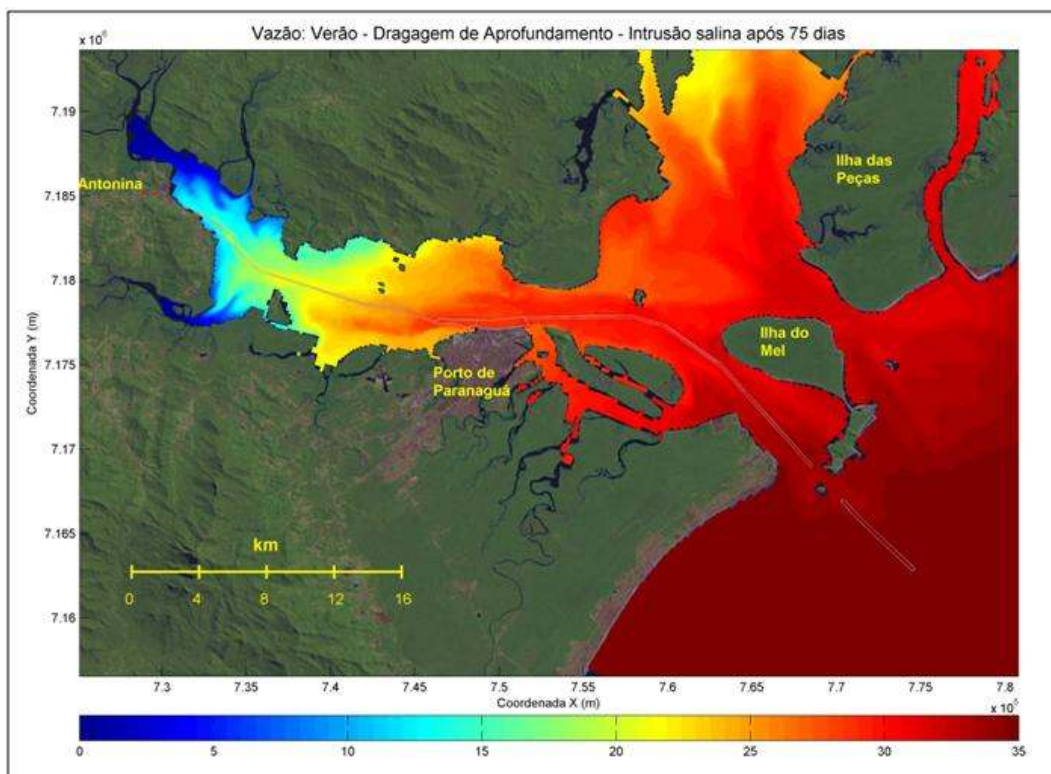 Vazão: Verão - Dragagem de Aprofundamento - Intrusão salina após 75 dias
x 10⁶
7.19
7.185
7.18
7.175
7.17
7.165
7.16
Coordenada Y (m)
Antonina
Ilha das
Peças
Ilha do
Mel
Porto de
Paranaguá
km
0 4 8 12 16
7.3 7.35 7.4 7.45 7.5 7.55 7.6 7.65 7.7 7.75 7.8
Coordenada X (m)
x 10⁵
0 5 10 15 20 25 30 35